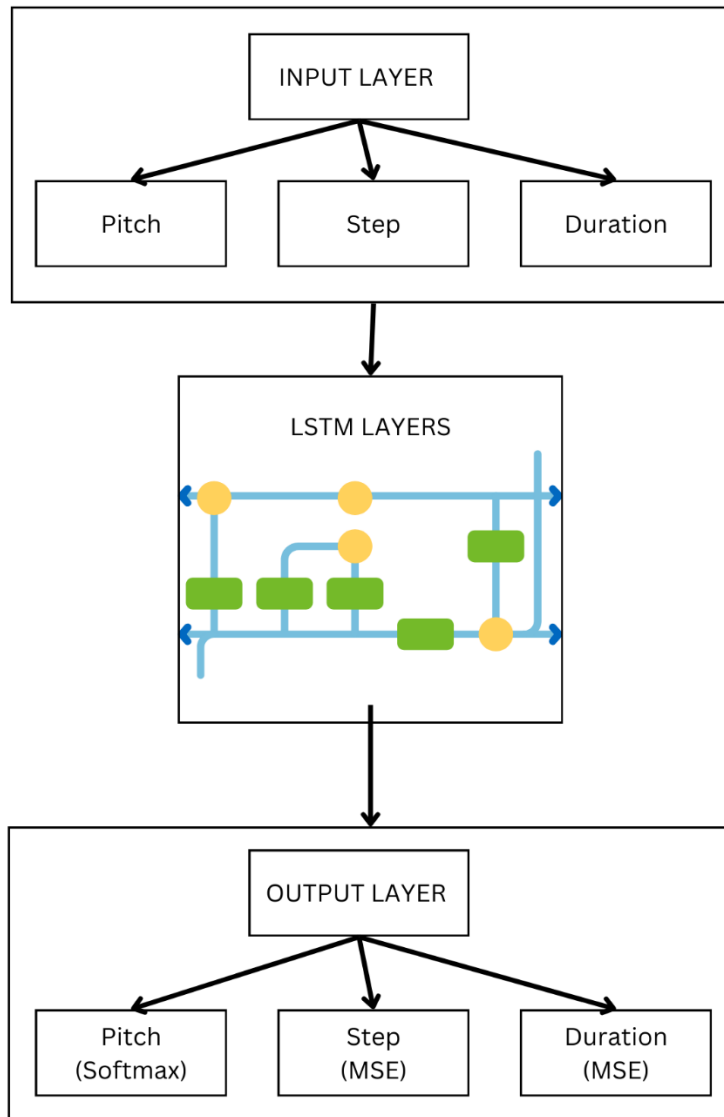 INPUT LAYER
Pitch
Step
Duration
LSTM LAYERS
OUTPUT LAYER
Pitch
(Softmax)
Step
(MSE)
Duration
(MSE)